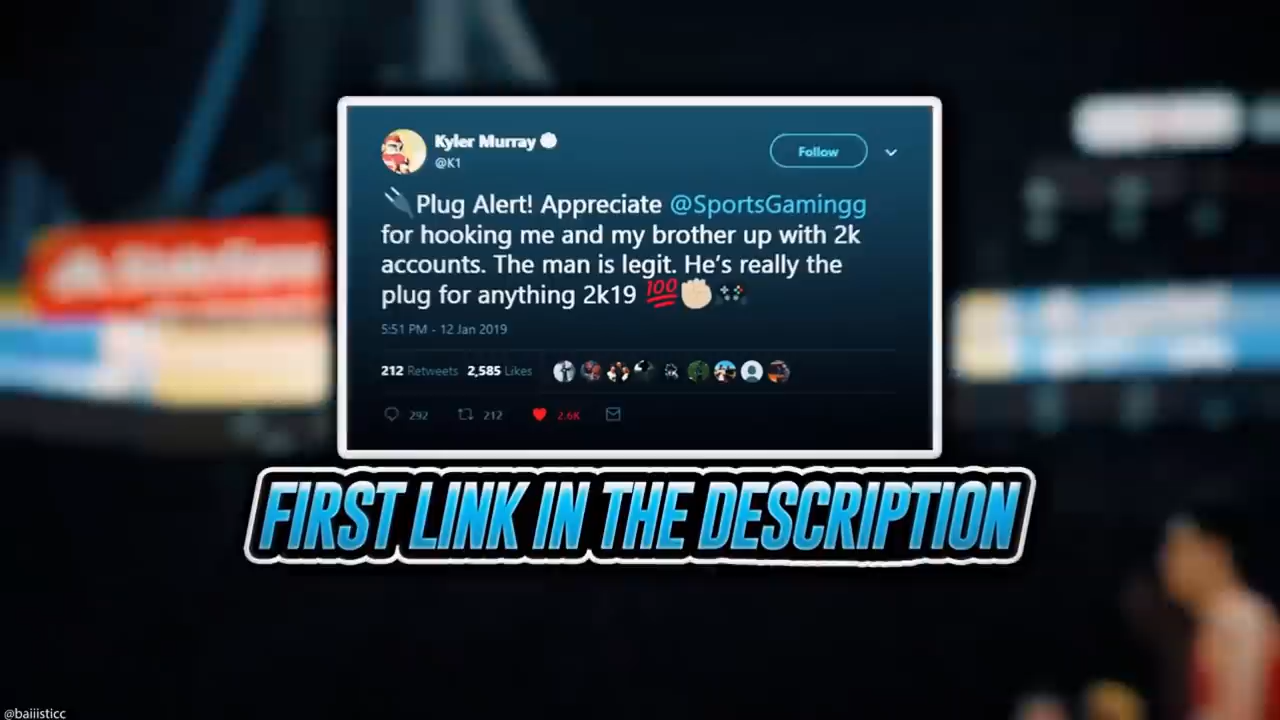 Kyler Murray
@K1
Follow
Plug Alert! Appreciate @SportsGamingg
for hooking me and my brother up with 2k
accounts. The man is legit. He's really the
plug for anything 2k19 💯✊🏼🎮
5:51 PM - 12 Jan 2019
212 Retweets 2,585 Likes
292 212 2.6K
FIRST LINK IN THE DESCRIPTION
@baiiisticc